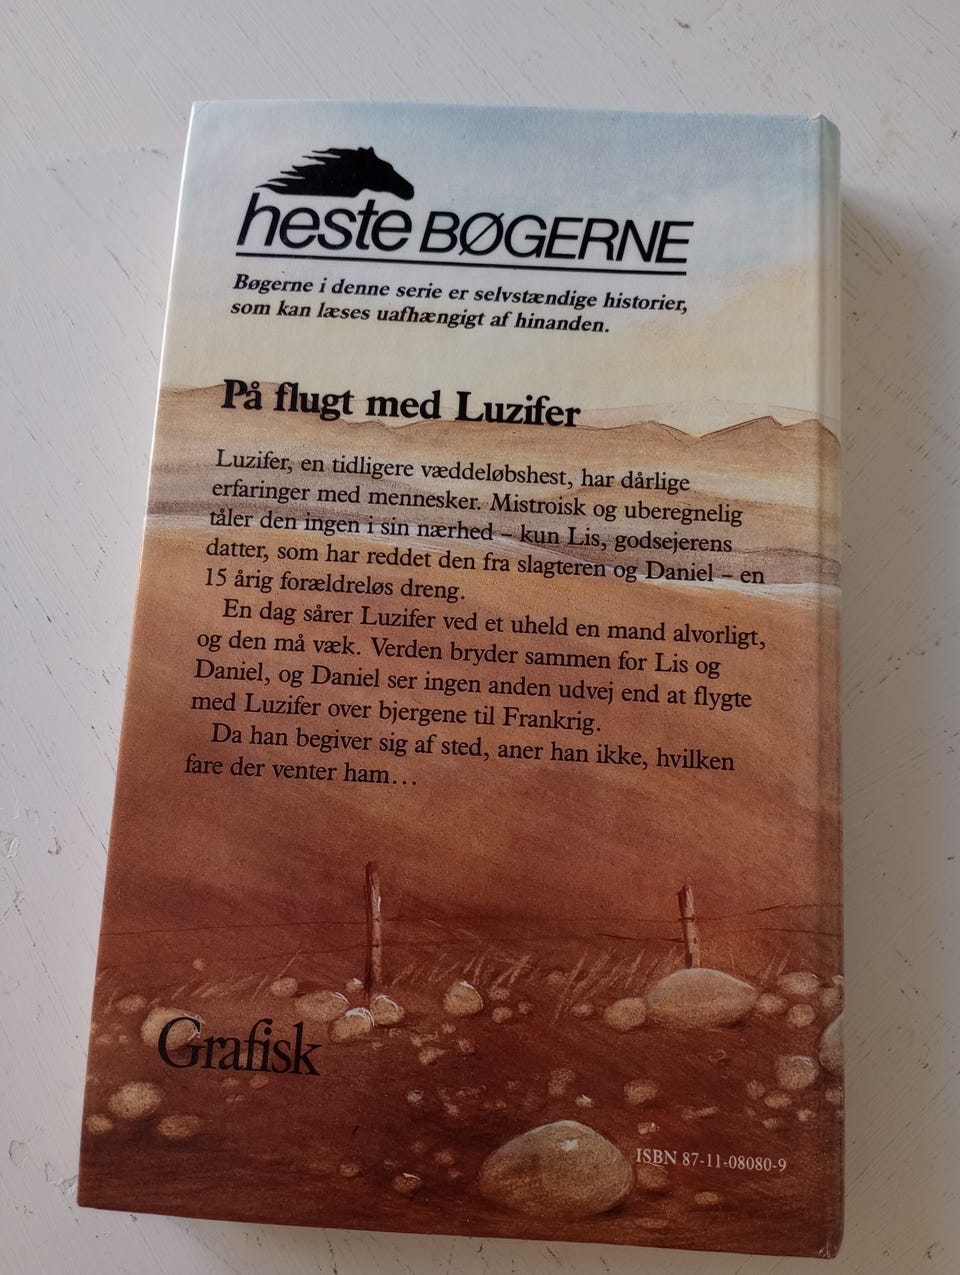 heste BØGERNE
Bøgerne i denne serie er selvstændige historier,
som kan læses uafhængigt af hinanden.
På flugt med Luzifer
Luzifer, en tidligere væddeløbshest, har dårlige
erfaringer med mennesker. Mistroisk og uberegnelig
tåler den ingen i sin nærhed – kun Lis, godsejerens
datter, som har reddet den fra slagteren og Daniel – en
15 årig forældreløs dreng.
En dag sårer Luzifer ved et uheld en mand alvorligt,
og den må væk. Verden bryder sammen for Lis og
Daniel, og Daniel ser ingen anden udvej end at flygte
med Luzifer over bjergene til Frankrig.
Da han begiver sig af sted, aner han ikke, hvilken
fare der venter ham...
Grafisk
ISBN 87-11-08080-9